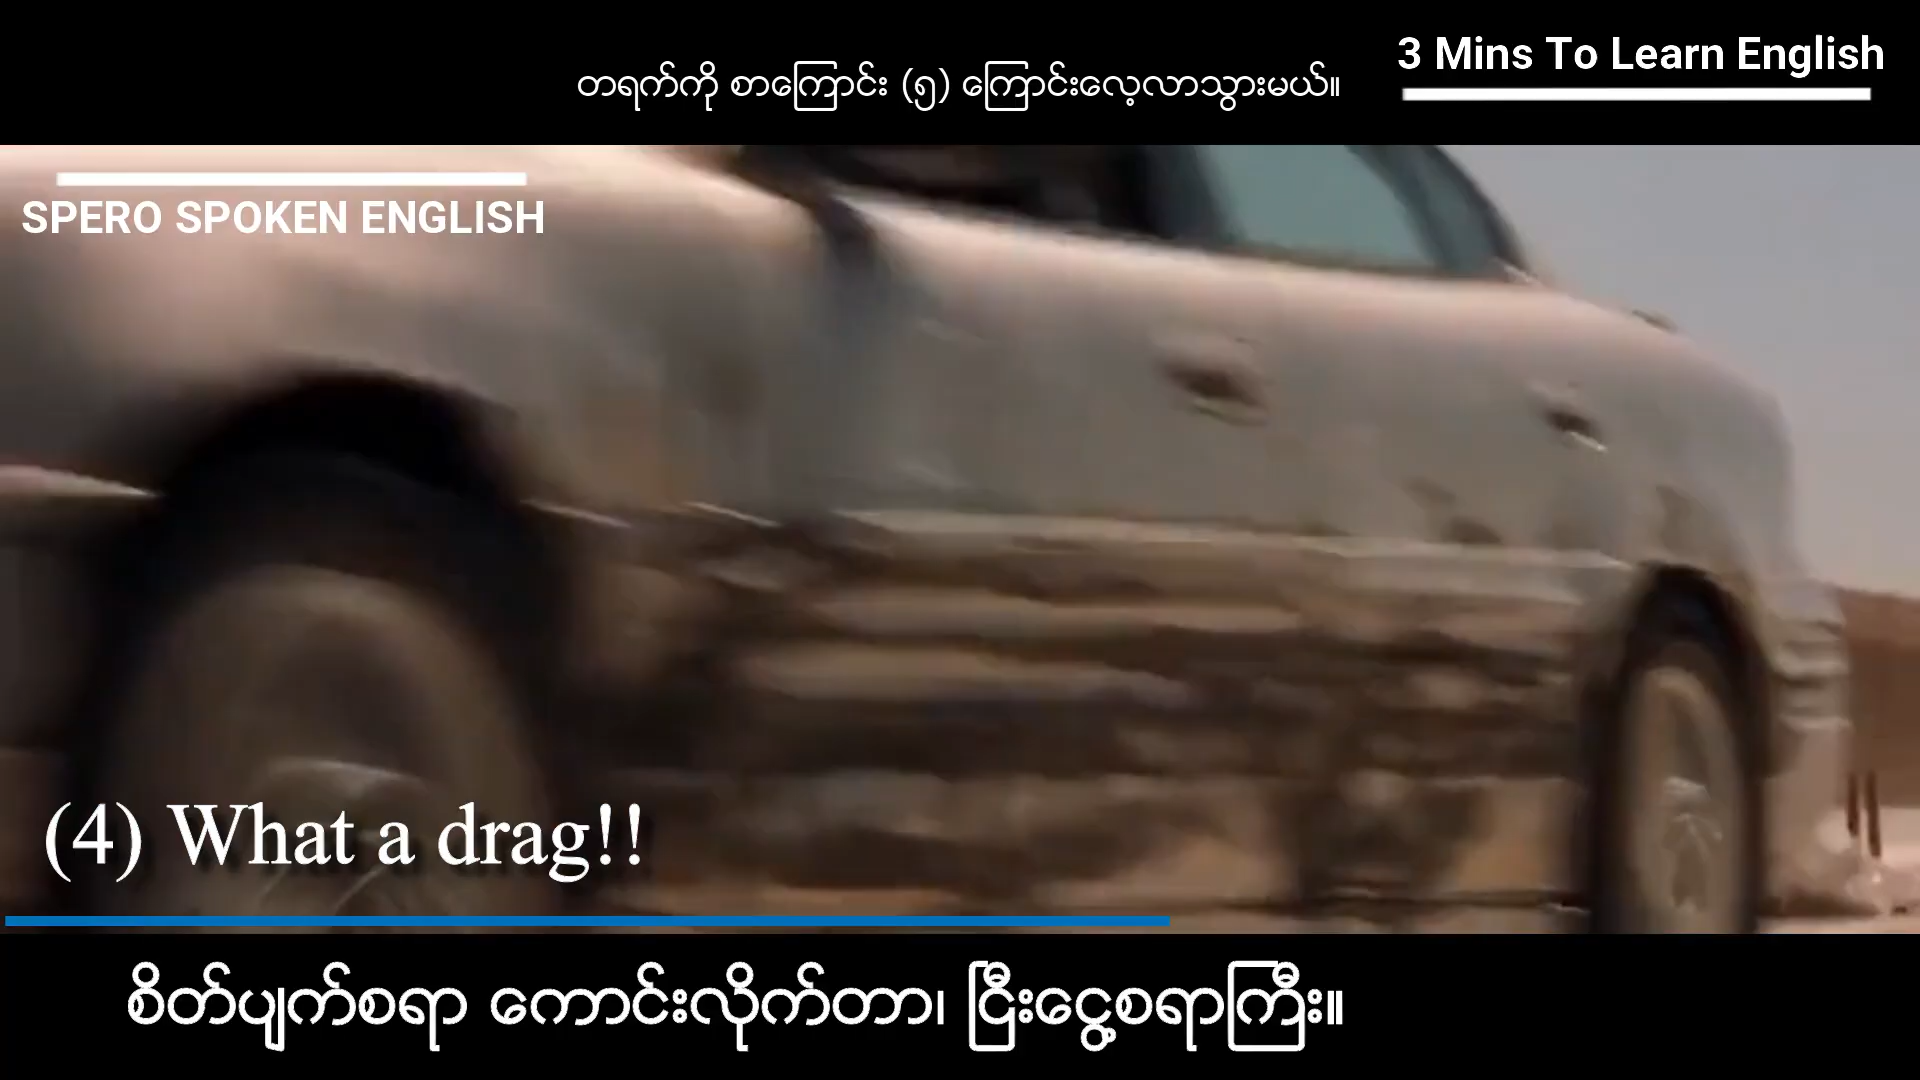 3 Mins To Learn English
တရက်ကို စာကြောင်း (၅) ကြောင်းလေ့လာသွားမယ်။
SPERO SPOKEN ENGLISH
(4) What a drag!!
စိတ်ပျက်စရာ ကောင်းလိုက်တာ၊ ငြီးငွေ့စရာကြီး။